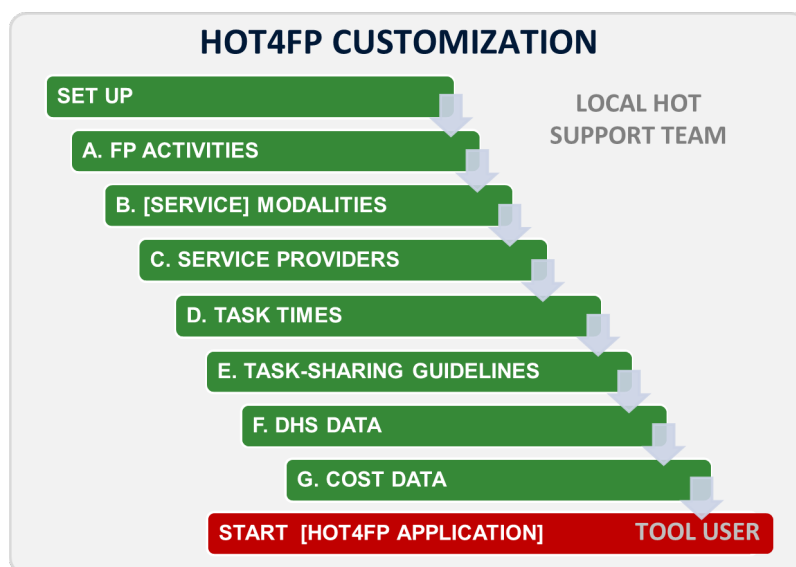 HOT4FP CUSTOMIZATION
SET UP
LOCAL HOT
SUPPORT TEAM
A. FP ACTIVITIES
B. [SERVICE] MODALITIES
C. SERVICE PROVIDERS
D. TASK TIMES
E. TASK-SHARING GUIDELINES
F. DHS DATA
G. COST DATA
START [HOT4FP APPLICATION]
TOOL USER